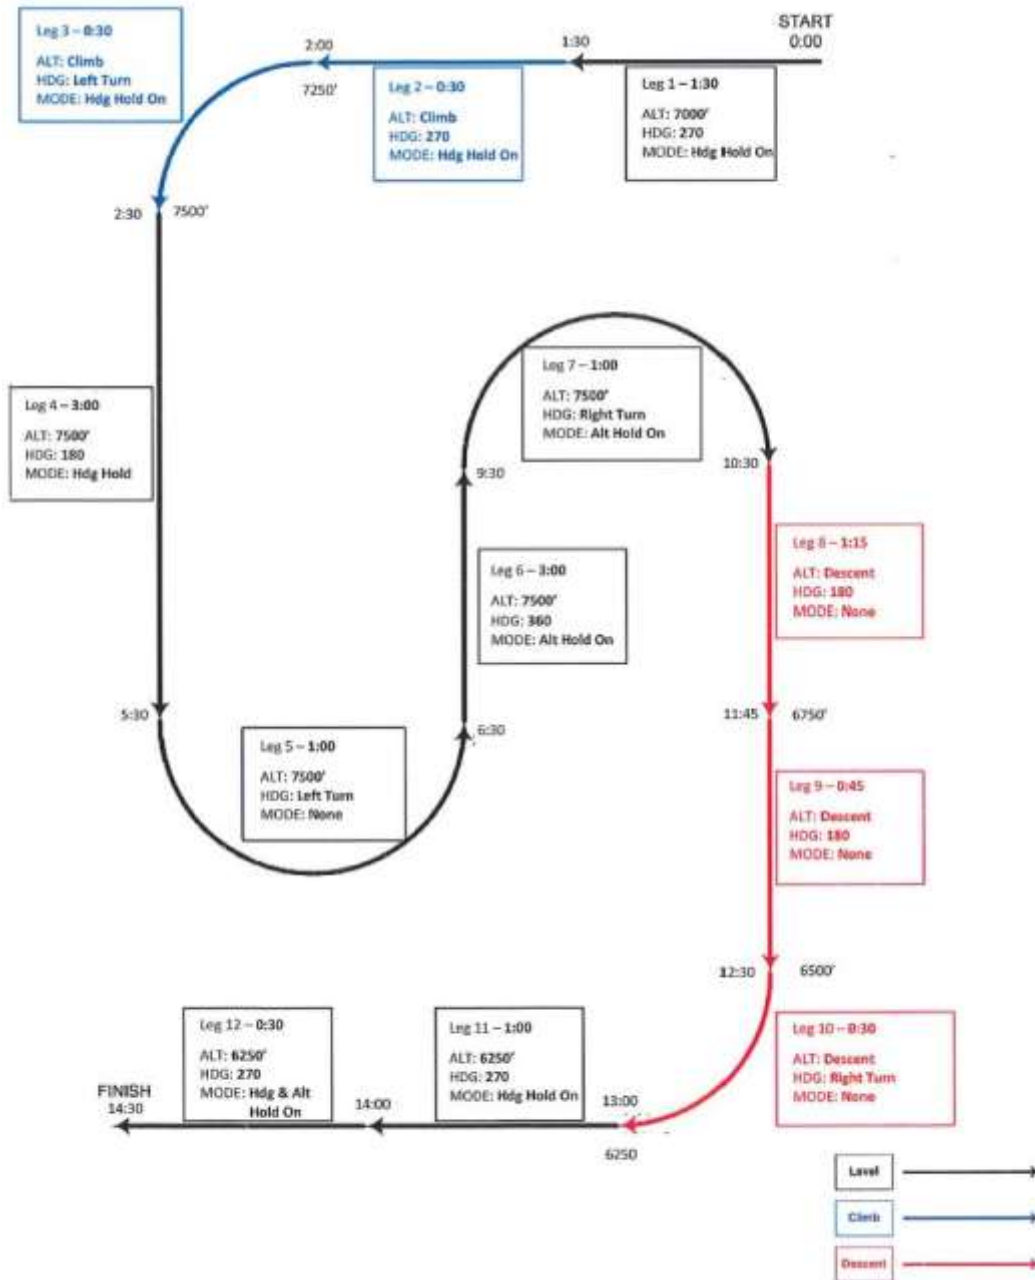 START
0:00
1:30
2:00
7250'
Leg 1 – 1:30
ALT: 7000'
HDG: 270
MODE: Hdg Hold On
Leg 2 – 0:30
ALT: Climb
HDG: 270
MODE: Hdg Hold On
Leg 3 – 0:30
ALT: Climb
HDG: Left Turn
MODE: Hdg Hold On
2:30
7500'
Leg 4 – 3:00
ALT: 7500'
HDG: 180
MODE: Hdg Hold
5:30
Leg 5 – 1:00
ALT: 7500'
HDG: Left Turn
MODE: None
6:30
Leg 6 – 3:00
ALT: 7500'
HDG: 360
MODE: Alt Hold On
9:30
Leg 7 – 1:00
ALT: 7500'
HDG: Right Turn
MODE: Alt Hold On
10:30
Leg 8 – 1:15
ALT: Descent
HDG: 180
MODE: None
11:45
6750'
Leg 9 – 0:45
ALT: Descent
HDG: 180
MODE: None
12:30
6500'
Leg 10 – 0:30
ALT: Descent
HDG: Right Turn
MODE: None
13:00
6250
Leg 11 – 1:00
ALT: 6250'
HDG: 270
MODE: Hdg Hold On
14:00
Leg 12 – 0:30
ALT: 6250'
HDG: 270
MODE: Hdg & Alt
Hold On
FINISH
14:30
Level
Climb
Descent